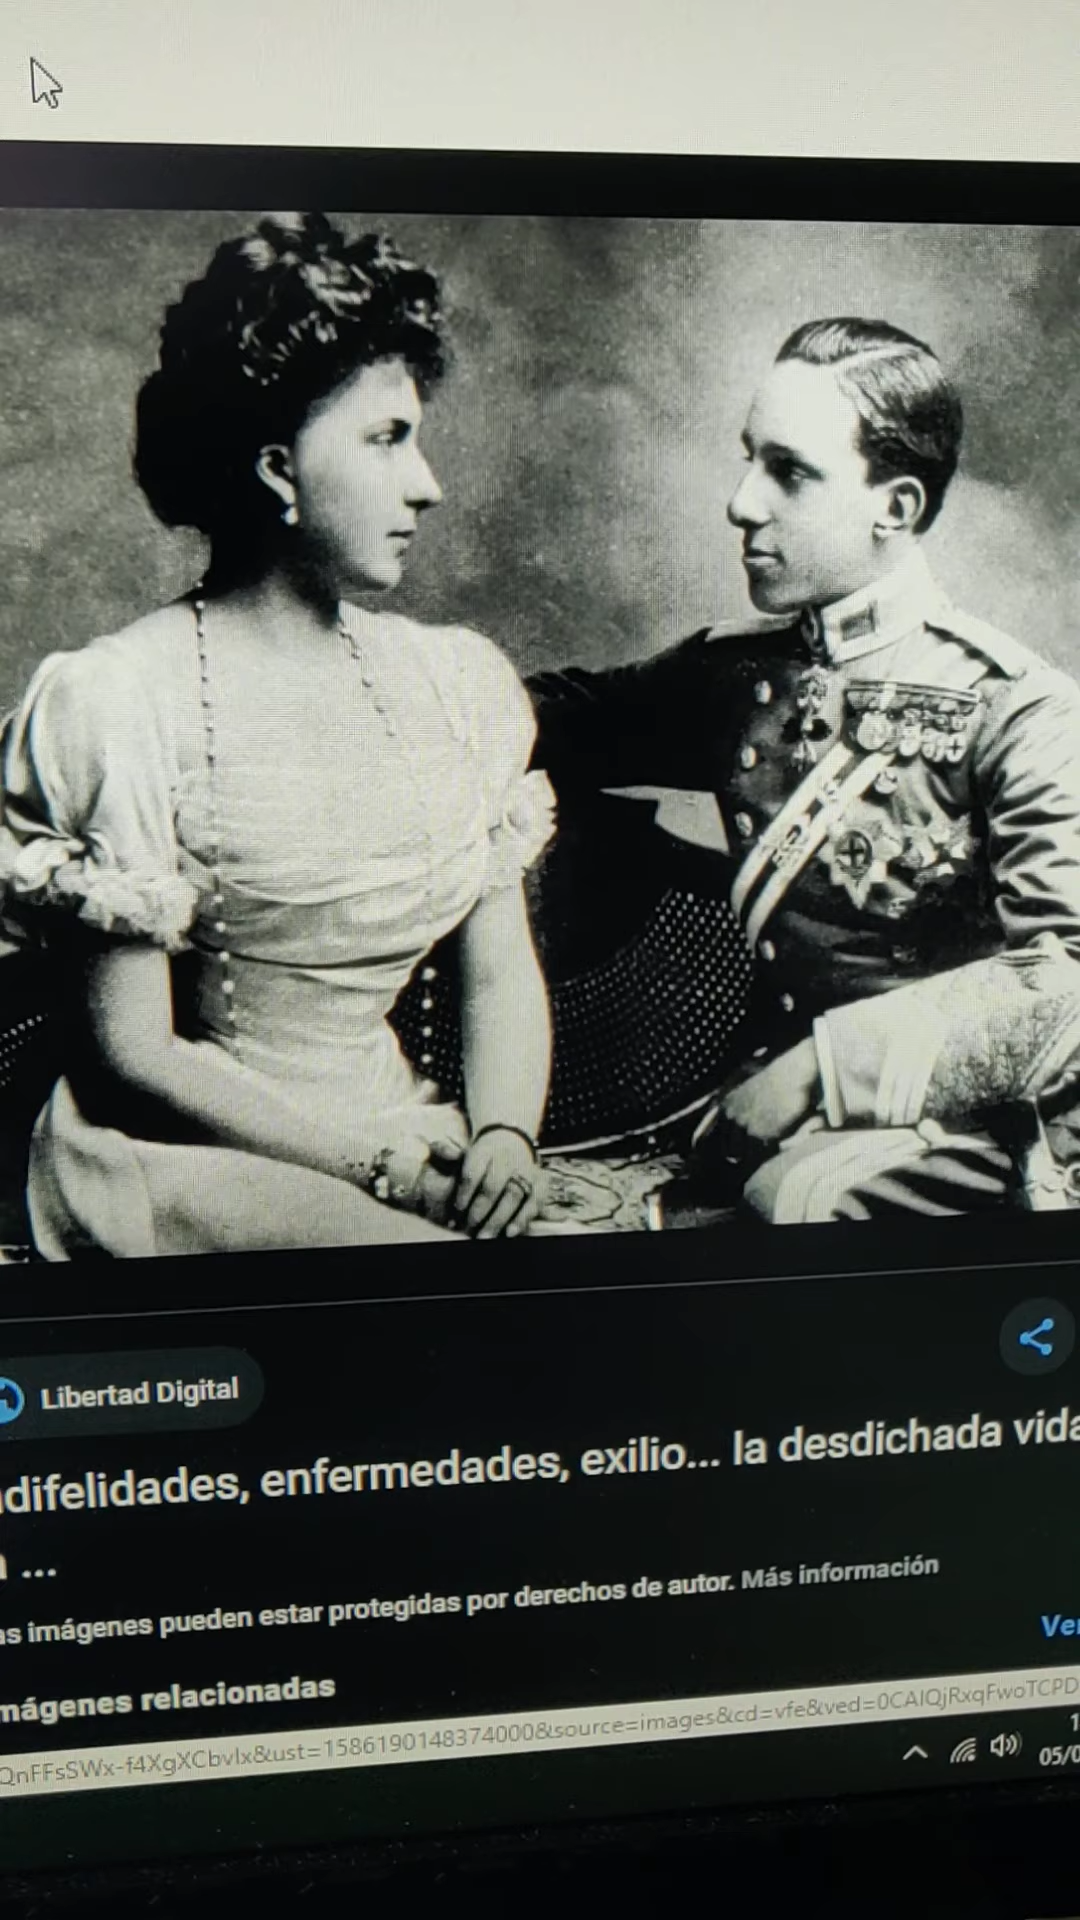 Libertad Digital
ndifelidades, enfermedades, exilio... la desdichada vida
...
as imágenes pueden estar protegidas por derechos de autor. Más información
Ver
mágenes relacionadas
QnFFsSWx-f4XgXCbvlx&ust=1586190148374000&source=images&cd=vfe&ved=0CAIQjRxqFwoTCPD
05/0